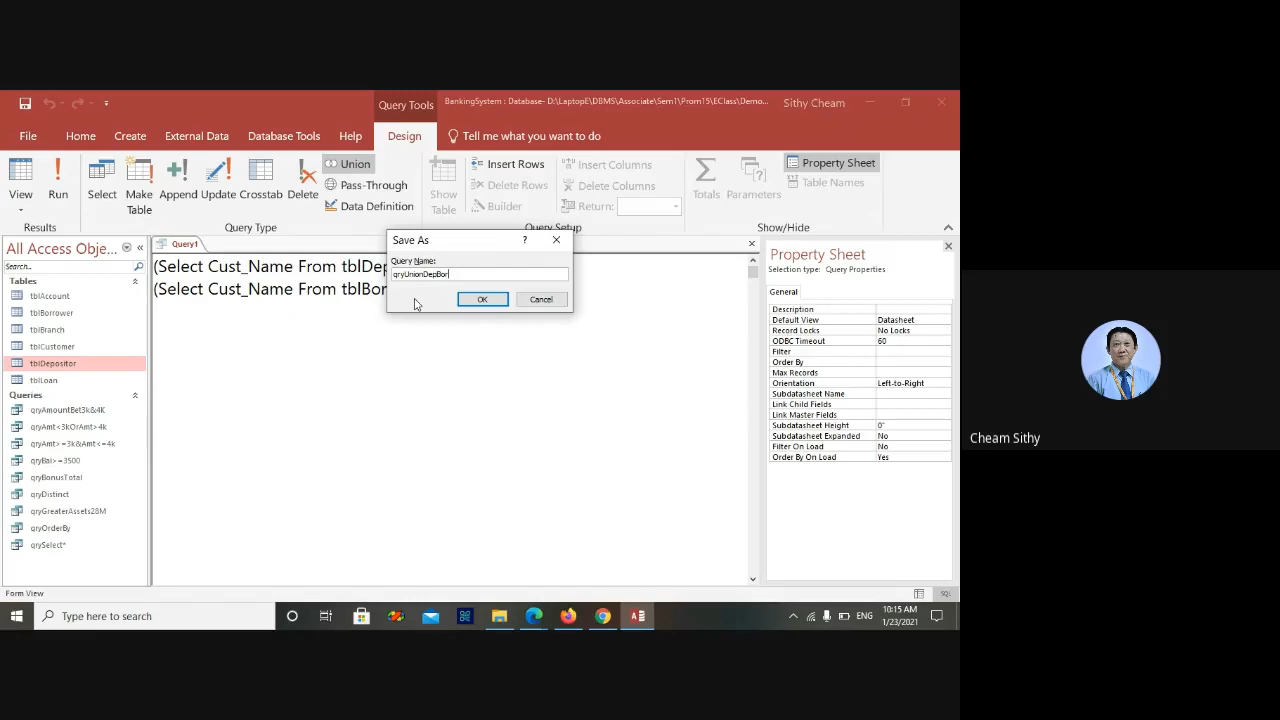 Query Tools
BankingSystem : Database- D:\LaptopE\DBMS\Associate\Sem1\Prom15\EClass\Demo...
Sithy Cheam
File Home Create External Data Database Tools Help Design Tell me what you want to do
View
Run
Select
Make Table
Append
Update
Crosstab
Delete
Union
Pass-Through
Data Definition
Show Table
Insert Rows
Delete Rows
Builder
Insert Columns
Delete Columns
Return:
Totals
Parameters
Property Sheet
Table Names
Results
Query Type
Query Setup
Show/Hide
All Access Obje...
Search...
Tables
tblAccount
tblBorrower
tblBranch
tblCustomer
tblDepositor
tblLoan
Queries
qryAmountBet3k&4K
qryAmt<3kOrAmt>4k
qryAmt>=3k&Amt<=4k
qryBal>=3500
qryBonusTotal
qryDistinct
qryGreaterAssets28M
qryOrderBy
qrySelect*
Query1
(Select Cust_Name From tblDep
(Select Cust_Name From tblBor
Save As
?
Query Name:
qryUnionDepBor
OK
Cancel
Property Sheet
Selection type: Query Properties
General
Description
Default View Datasheet
Record Locks No Locks
ODBC Timeout 60
Filter
Order By
Max Records
Orientation Left-to-Right
Subdatasheet Name
Link Child Fields
Link Master Fields
Subdatasheet Height 0"
Subdatasheet Expanded No
Filter On Load No
Order By On Load Yes
Form View
SQL
Type here to search
ENG
10:15 AM
1/23/2021
Cheam Sithy